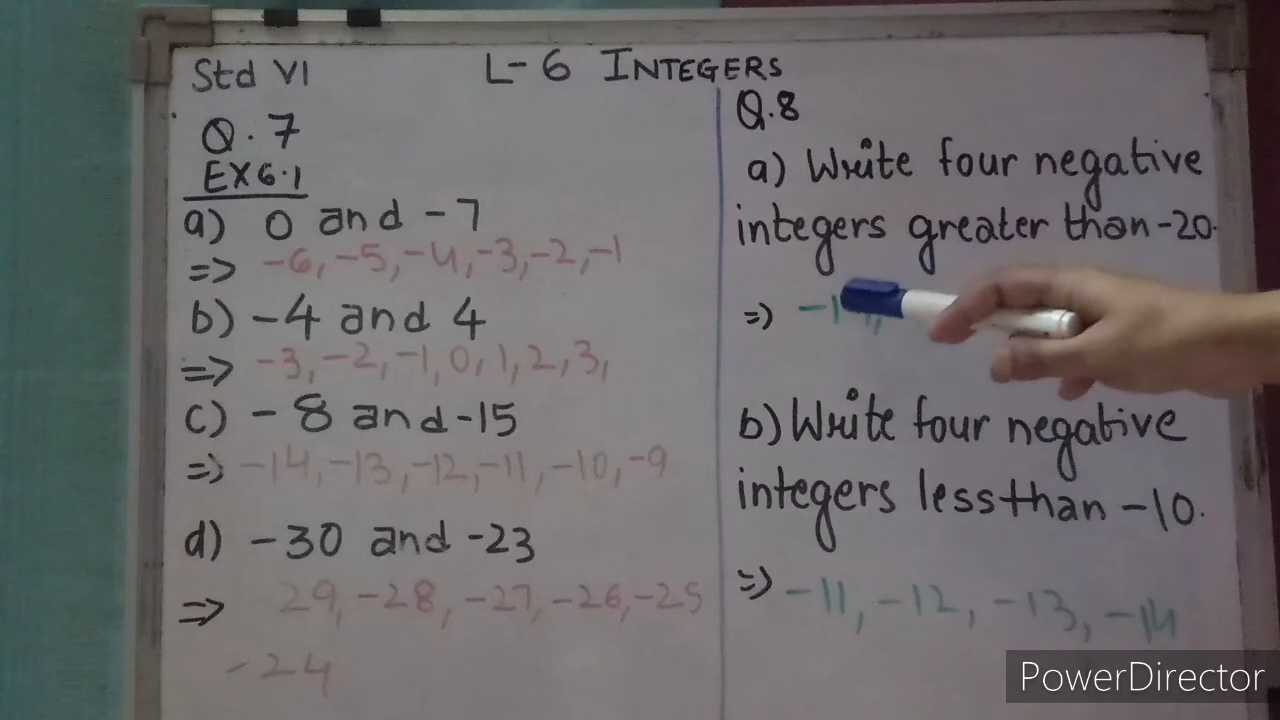 Std VI
L-6 INTEGERS
Q.7
EX 6.1
a) 0 and -7
=> -6, -5, -4, -3, -2, -1
b) -4 and 4
=> -3, -2, -1, 0, 1, 2, 3,
c) -8 and -15
=> -14, -13, -12, -11, -10, -9
d) -30 and -23
=> 29, -28, -27, -26, -25
-24
Q.8
a) Write four negative
integers greater than -20.
=>
b) Write four negative
integers less than -10.
=> -11, -12, -13, -14
PowerDirector